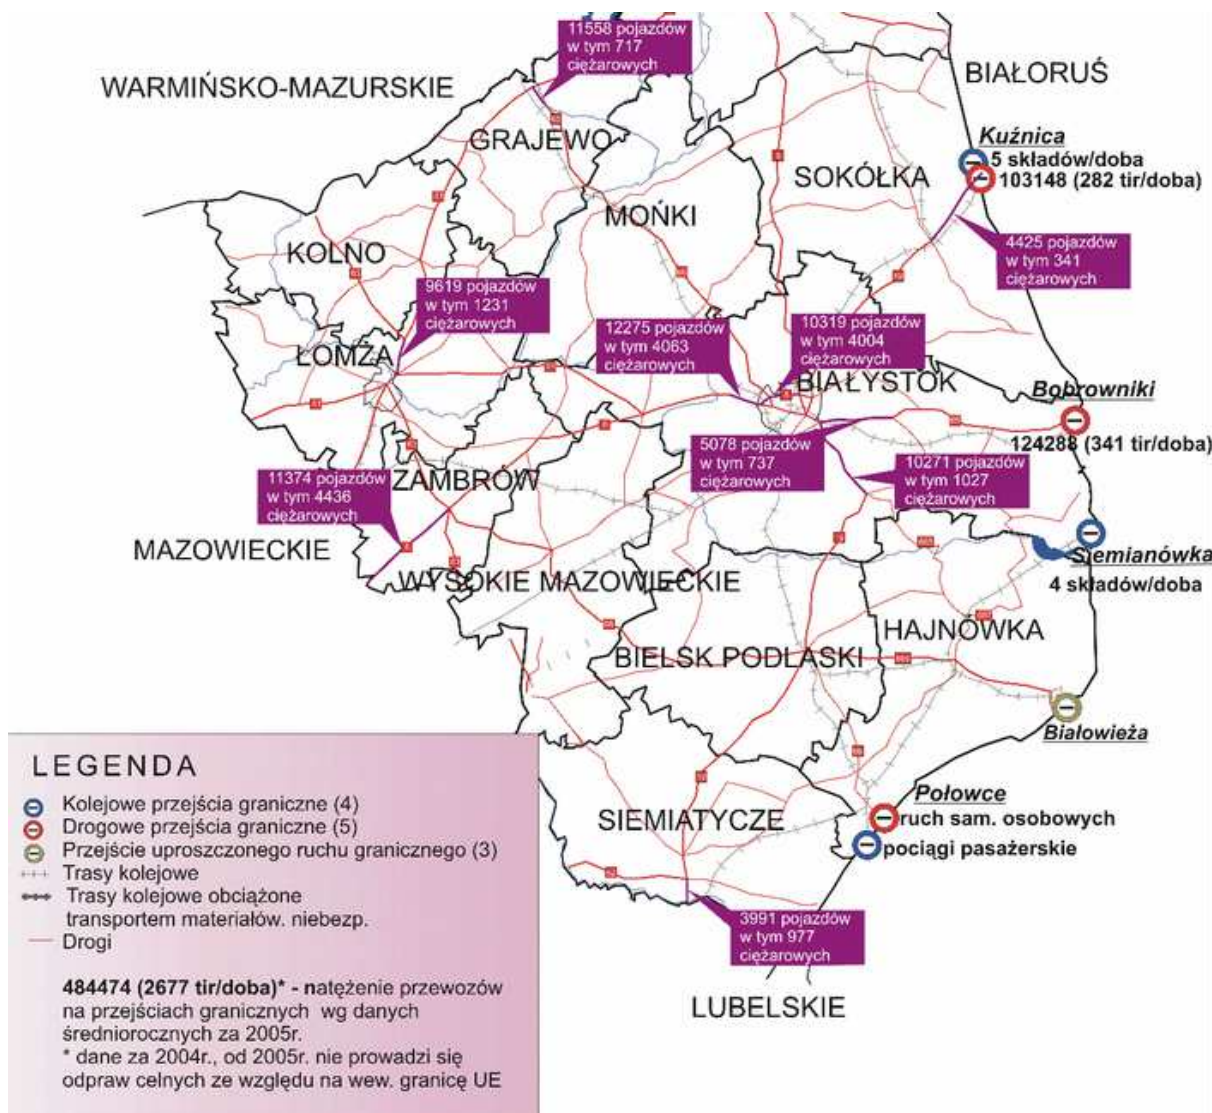 11558 pojazdów
w tym 717
ciężarowych
WARMIŃSKO-MAZURSKIE
BIAŁORUŚ
GRAJEWO
Kuźnica
5 składów/doba
103148 (282 tir/doba)
SOKÓŁKA
MOŃKI
KOLNO
4425 pojazdów
w tym 341
ciężarowych
9619 pojazdów
w tym 1231
ciężarowych
12275 pojazdów
w tym 4063
ciężarowych
10319 pojazdów
w tym 4004
ciężarowych
ŁOMŻA
BIAŁYSTOK
Bobrowniki
124288 (341 tir/doba)
5078 pojazdów
w tym 737
ciężarowych
10271 pojazdów
w tym 1027
ciężarowych
11374 pojazdów
w tym 4436
ciężarowych
ZAMBRÓW
MAZOWIECKIE
Siemianówka
4 składów/doba
WYSOKIE MAZOWIECKIE
HAJNÓWKA
BIELSK PODLASKI
Białowieża
Połowce
ruch sam. osobowych
pociągi pasażerskie
SIEMIATYCZE
3991 pojazdów
w tym 977
ciężarowych
LUBELSKIE
LEGENDA
Kolejowe przejścia graniczne (4)
Drogowe przejścia graniczne (5)
Przejście uproszczonego ruchu granicznego (3)
Trasy kolejowe
Trasy kolejowe obciążone
transportem materiałów. niebezp.
Drogi
484474 (2677 tir/doba)* - natężenie przewozów
na przejściach granicznych wg danych
średniorocznych za 2005r.
* dane za 2004r., od 2005r. nie prowadzi się
odpraw celnych ze względu na wew. granicę UE